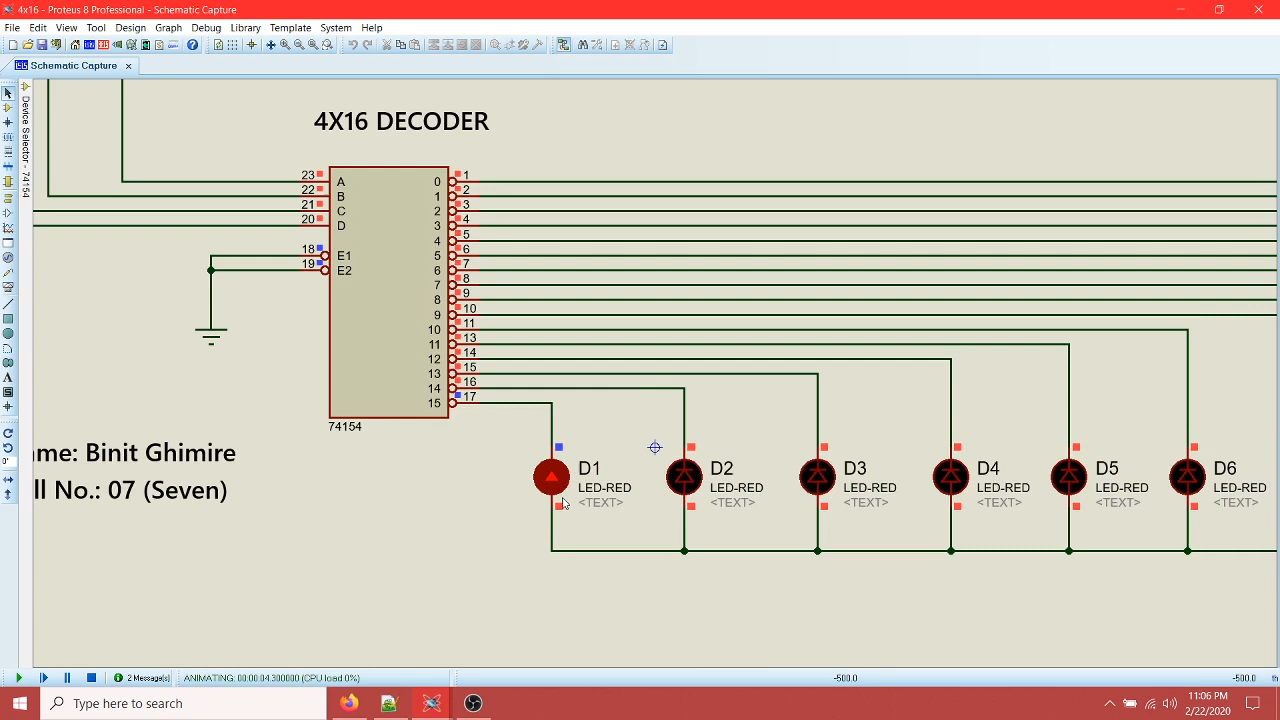 4x16 - Proteus 8 Professional - Schematic Capture
File Edit View Tool Design Graph Debug Library Template System Help
Schematic Capture
Device Selector - 74154
4X16 DECODER
23 A 0 1
22 B 1 2
21 C 2 3
20 D 3 4
4 5
18 E1 5 6
19 E2 6 7
7 8
8 9
9 10
10 11
11 13
12 14
13 15
14 16
15 17
74154
me: Binit Ghimire
ll No.: 07 (Seven)
D1 D2 D3 D4 D5 D6
LED-RED LED-RED LED-RED LED-RED LED-RED LED-RED
<TEXT> <TEXT> <TEXT> <TEXT> <TEXT> <TEXT>
0°
2 Message(s) ANIMATING: 00:00:04.300000 (CPU load 0%) -500.0 -500.0 th
Type here to search
11:06 PM
2/22/2020